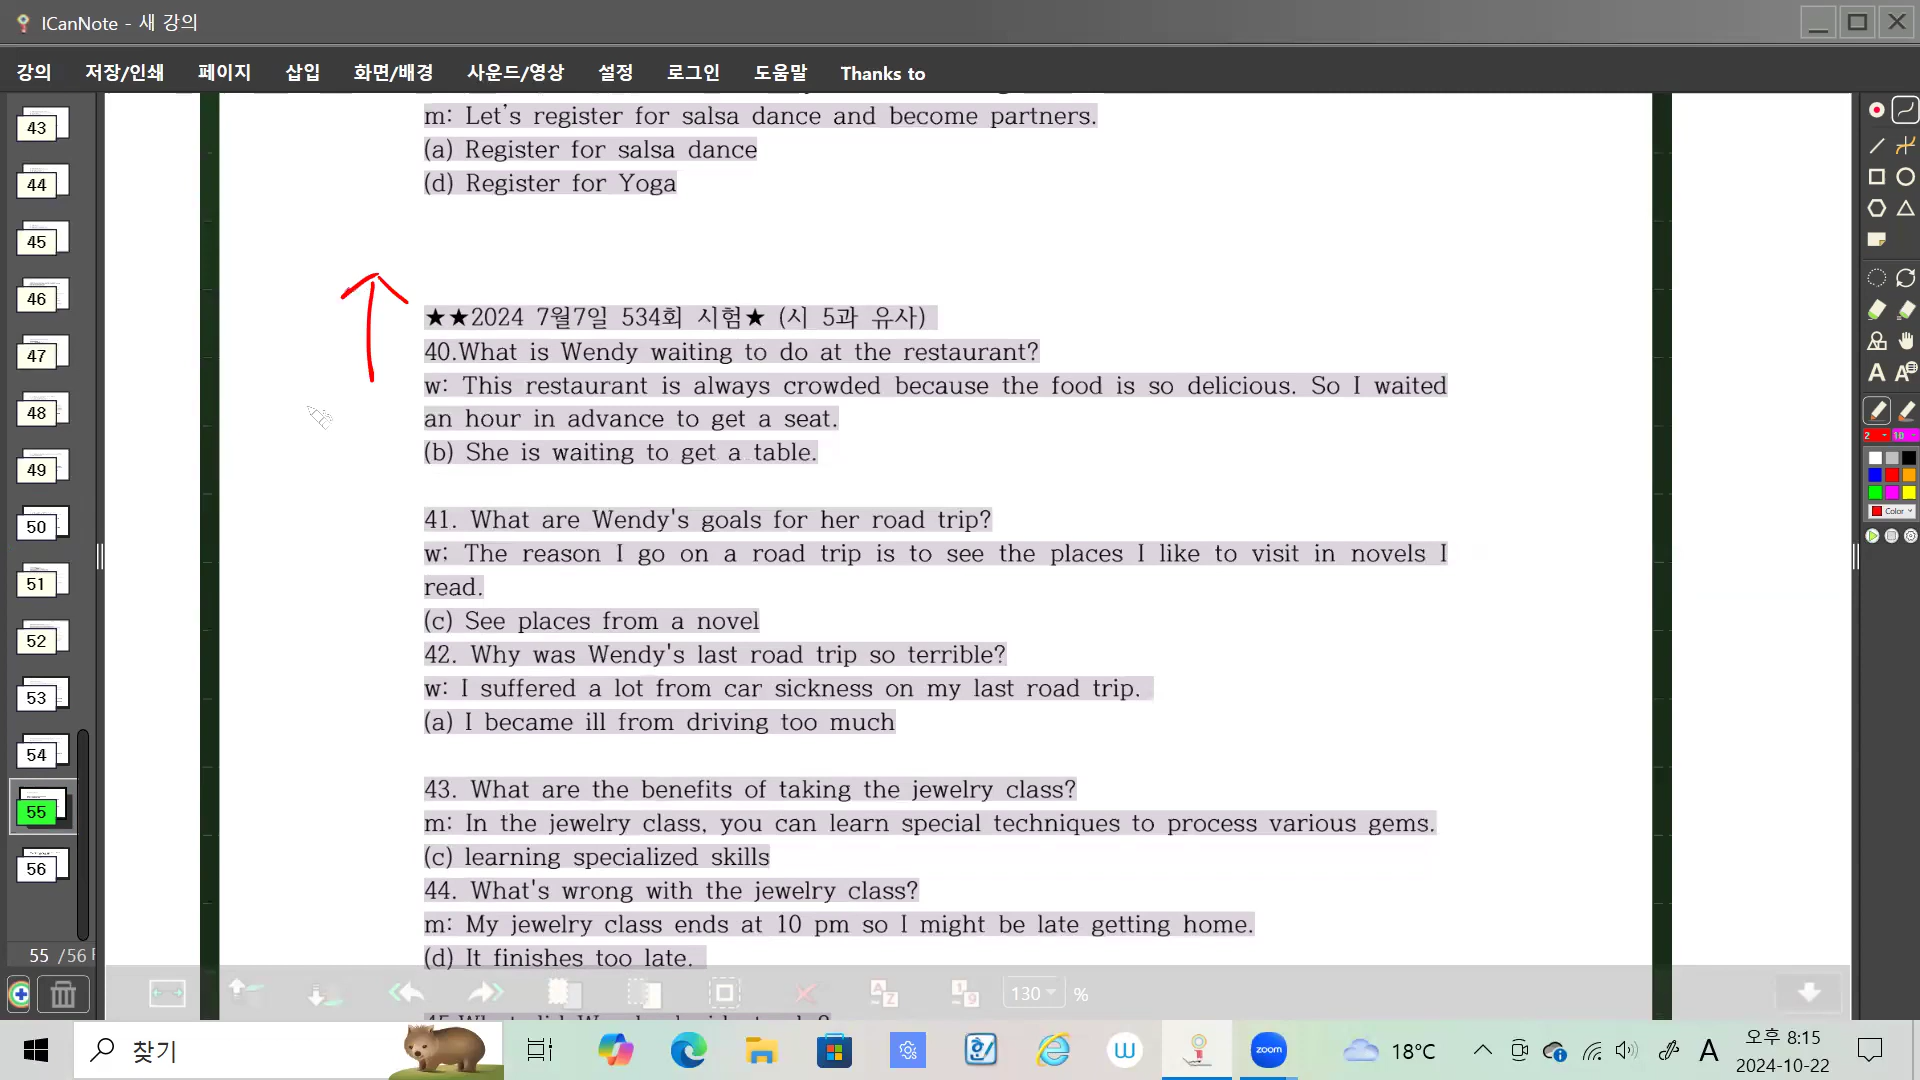 ICanNote - 새 강의
강의 저장/인쇄 페이지 삽입 화면/배경 사운드/영상 설정 로그인 도움말 Thanks to
43
44
45
46
47
48
49
50
51
52
53
54
55
56
55 /56
m: Let's register for salsa dance and become partners.
(a) Register for salsa dance
(d) Register for Yoga
★★2024 7월7일 534회 시험★ (시 5과 유사)
40.What is Wendy waiting to do at the restaurant?
w: This restaurant is always crowded because the food is so delicious. So I waited
an hour in advance to get a seat.
(b) She is waiting to get a table.
41. What are Wendy's goals for her road trip?
w; The reason I go on a road trip is to see the places I like to visit in novels I
read.
(c) See places from a novel
42. Why was Wendy's last road trip so terrible?
w: I suffered a lot from car sickness on my last road trip.
(a) I became ill from driving too much
43. What are the benefits of taking the jewelry class?
m: In the jewelry class, you can learn special techniques to process various gems.
(c) learning specialized skills
44. What's wrong with the jewelry class?
m: My jewelry class ends at 10 pm so I might be late getting home.
(d) It finishes too late.
130 %
2 10
Color
찾기
zoom
18°C
A
오후 8:15
2024-10-22